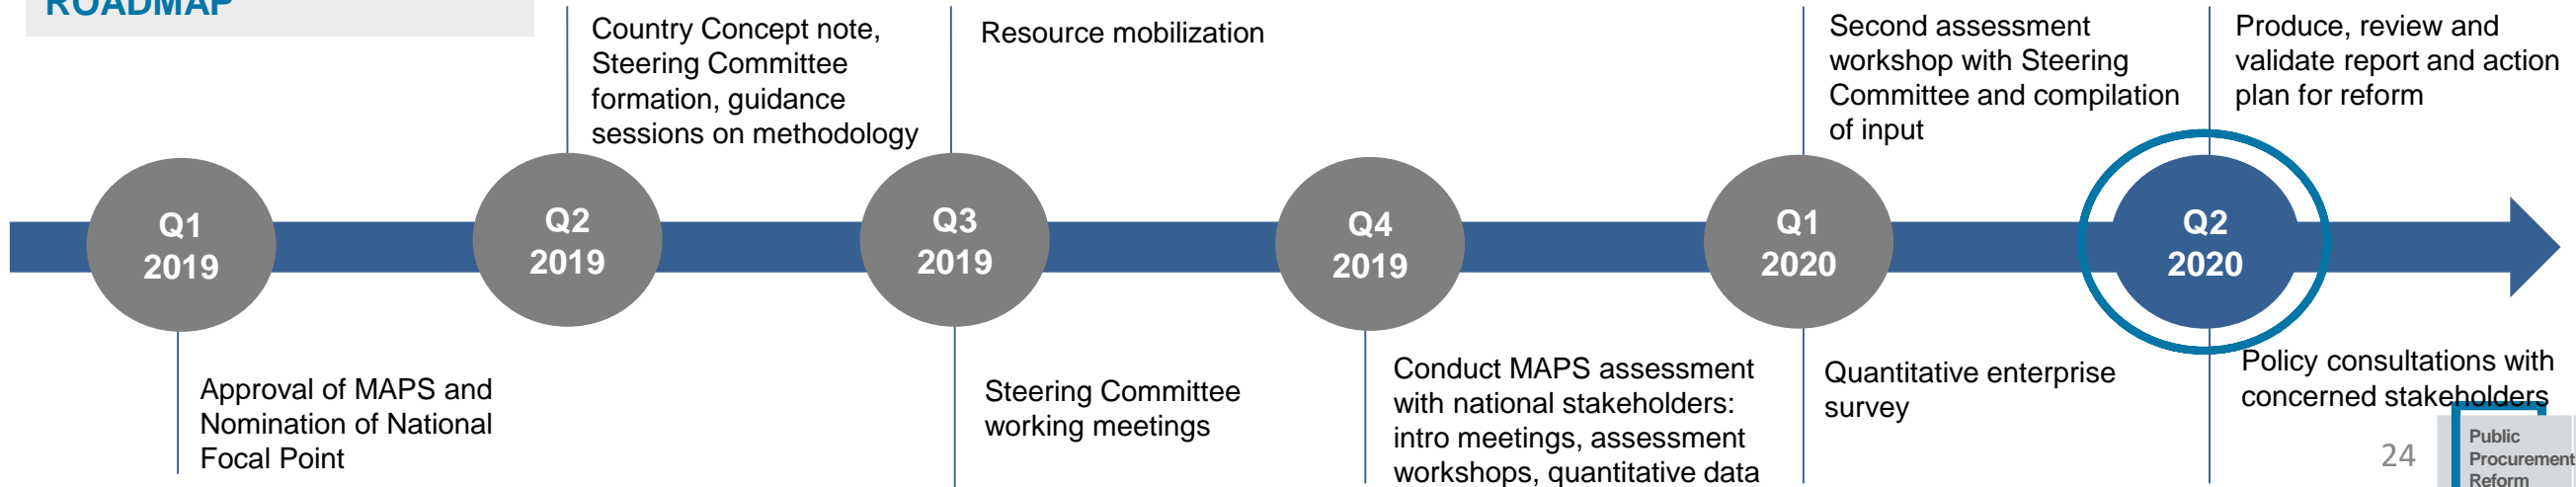 ROADMAP
Country Concept note,
Steering Committee
formation, guidance
sessions on methodology
Resource mobilization
Second assessment
workshop with Steering
Committee and compilation
of input
Produce, review and
validate report and action
plan for reform
Q1
2019
Q2
2019
Q3
2019
Q4
2019
Q1
2020
Q2
2020
Approval of MAPS and
Nomination of National
Focal Point
Steering Committee
working meetings
Conduct MAPS assessment
with national stakeholders:
intro meetings, assessment
workshops, quantitative data
Quantitative enterprise
survey
Policy consultations with
concerned stakeholders
24
Public
Procurement
Reform